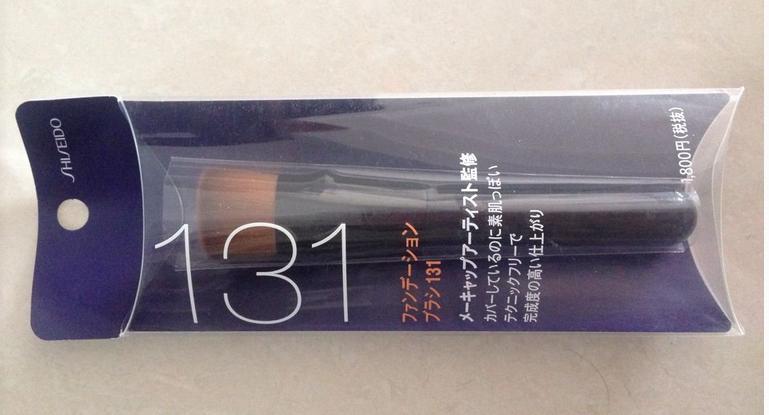 SHISEIDO
131
ファンデーション
ブラシ 131
メーキャップアーティスト監修
カバーしているのに素肌っぽい
テクニックフリーで
完成度の高い仕上がり
1,800円(税抜)